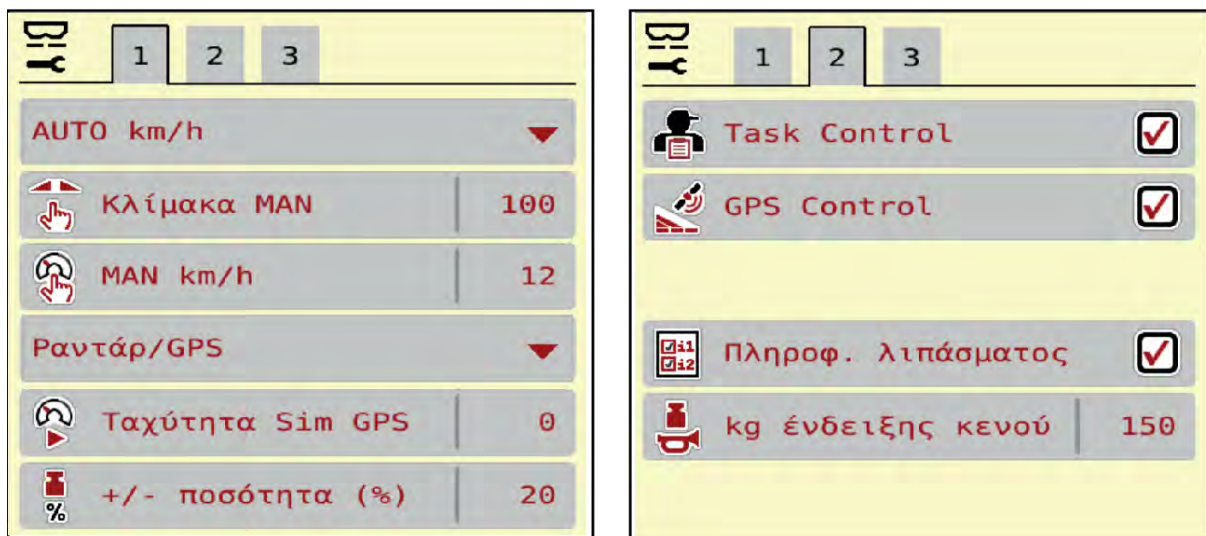 1 2 3
AUTO km/h
Κλίμακα MAN 100
MAN km/h 12
Ραντάρ/GPS
Ταχύτητα Sim GPS 0
% +/- ποσότητα (%) 20
1 2 3
Task Control
GPS Control
i1
i2
Πληροφ. λιπάσματος
kg ένδειξης κενού 150